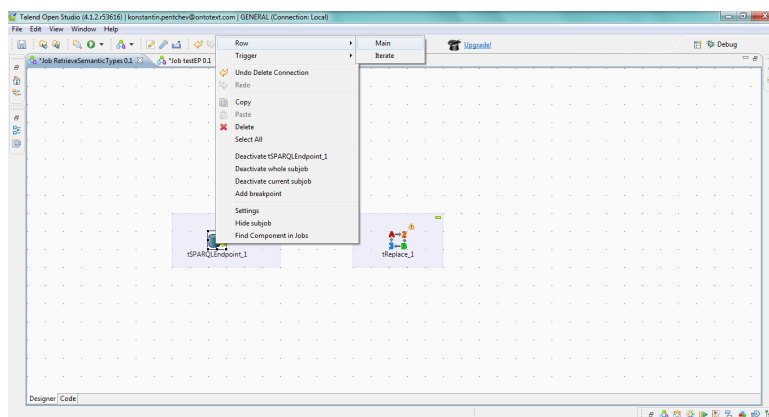 Talend Open Studio (4.1.2.r53616) | konstantin.pentchev@ontotext.com | GENERAL (Connection: Local)
File Edit View Window Help
Upgrade!
Debug
*Job RetrieveSemanticTypes 0.1
*Job testEP 0.1
Row
Trigger
Undo Delete Connection
Redo
Copy
Paste
Delete
Select All
Deactivate tSPARQLEndpoint_1
Deactivate whole subjob
Deactivate current subjob
Add breakpoint
Settings
Hide subjob
Find Component in Jobs
Main
Iterate
tSPARQLEndpoint_1
tReplace_1
Designer Code